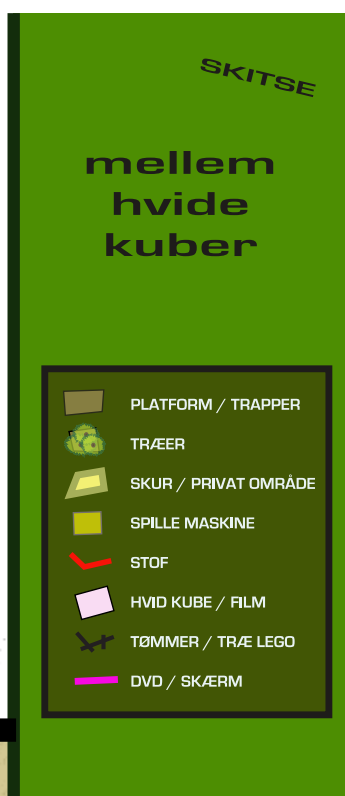 SKITSE
mellem
hvide
kuber
PLATFORM / TRAPPER
TRÆER
SKUR / PRIVAT OMRÅDE
SPILLE MASKINE
STOF
HVID KUBE / FILM
TØMMER / TRÆ LEGO
DVD / SKÆRM